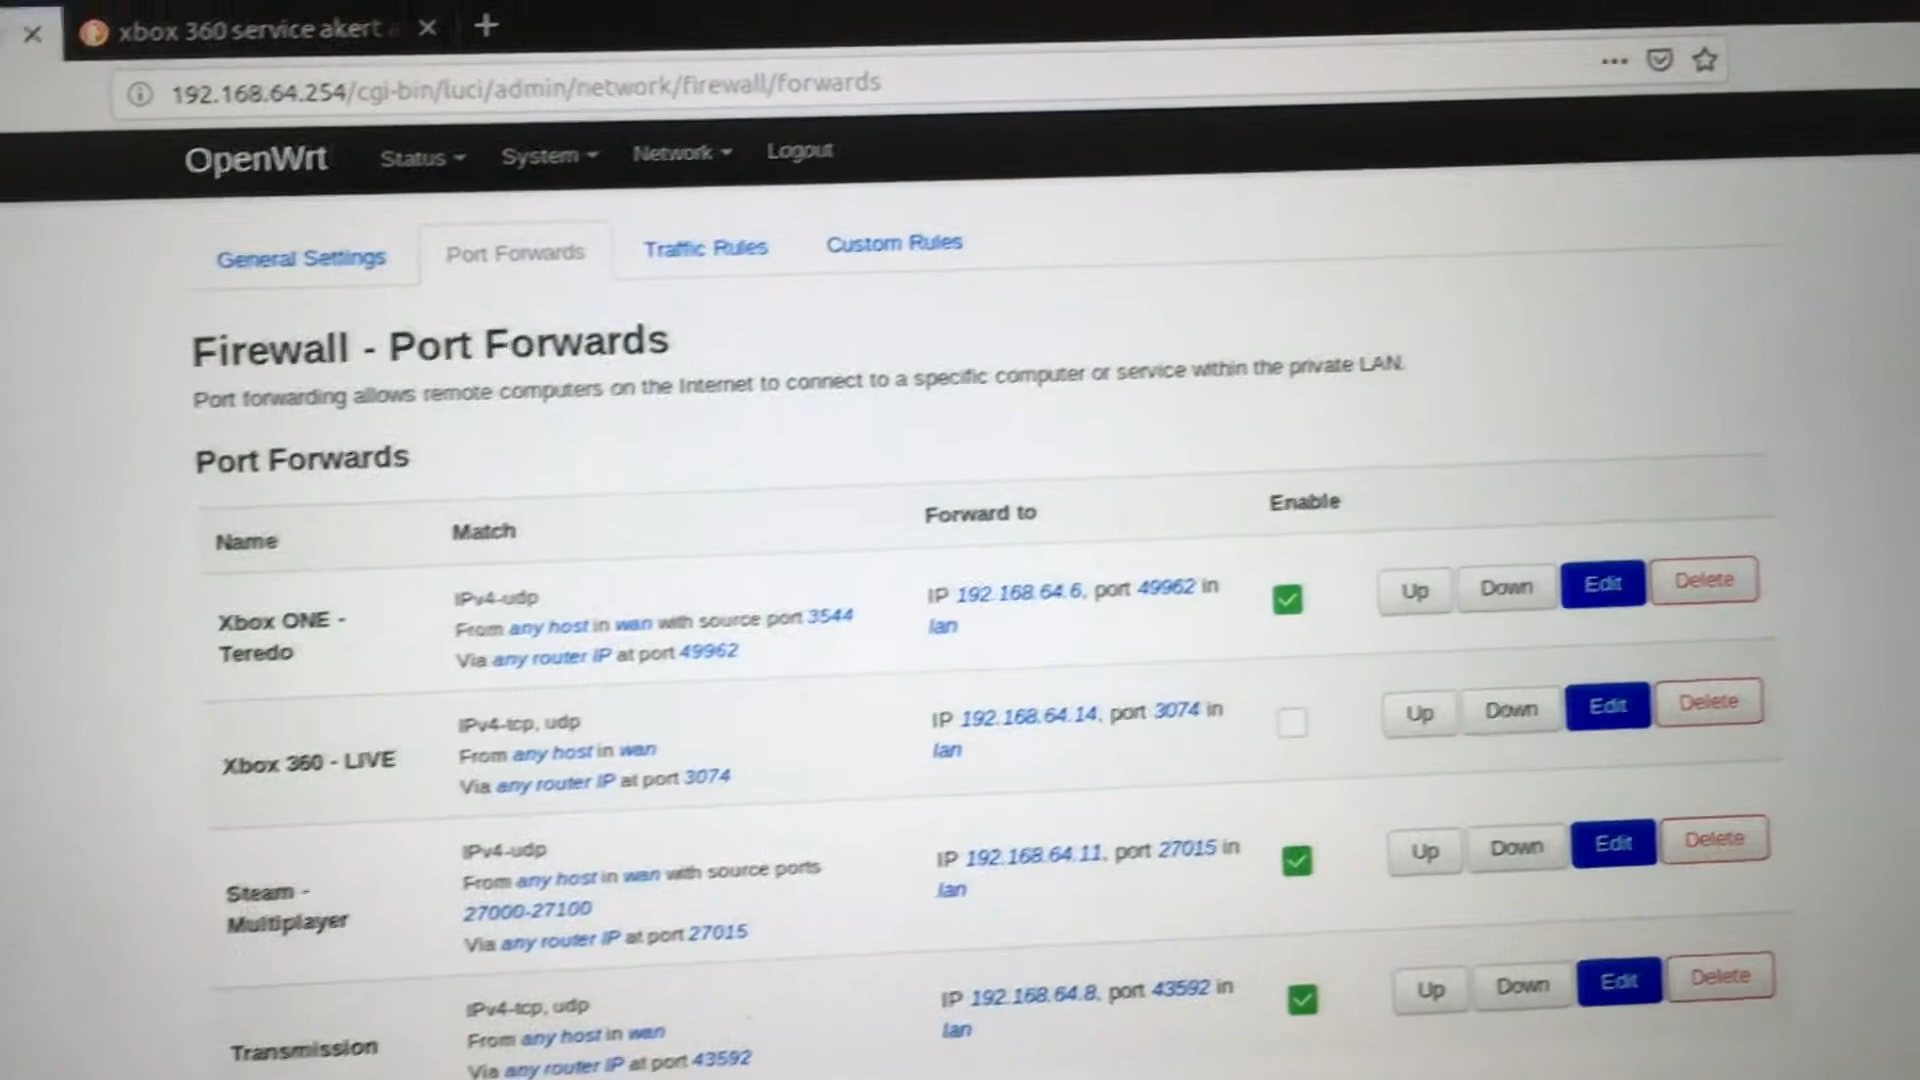 xbox 360 service akert
192.168.64.254/cgi-bin/luci/admin/network/firewall/forwards
OpenWrt Status System Network Logout
General Settings Port Forwards Traffic Rules Custom Rules
Firewall - Port Forwards
Port forwarding allows remote computers on the Internet to connect to a specific computer or service within the private LAN.
Port Forwards
Name Match Forward to Enable
Xbox ONE -
Teredo
IPv4-udp
From any host in wan with source port 3544
Via any router IP at port 49962
IP 192.168.64.6, port 49962 in
lan
Up Down Edit Delete
Xbox 360 - LIVE
IPv4-tcp, udp
From any host in wan
Via any router IP at port 3074
IP 192.168.64.14, port 3074 in
lan
Up Down Edit Delete
Steam -
Multiplayer
IPv4-udp
From any host in wan with source ports
27000-27100
Via any router IP at port 27015
IP 192.168.64.11, port 27015 in
lan
Up Down Edit Delete
Transmission
IPv4-tcp, udp
From any host in wan
Via any router IP at port 43592
IP 192.168.64.8, port 43592 in
lan
Up Down Edit Delete